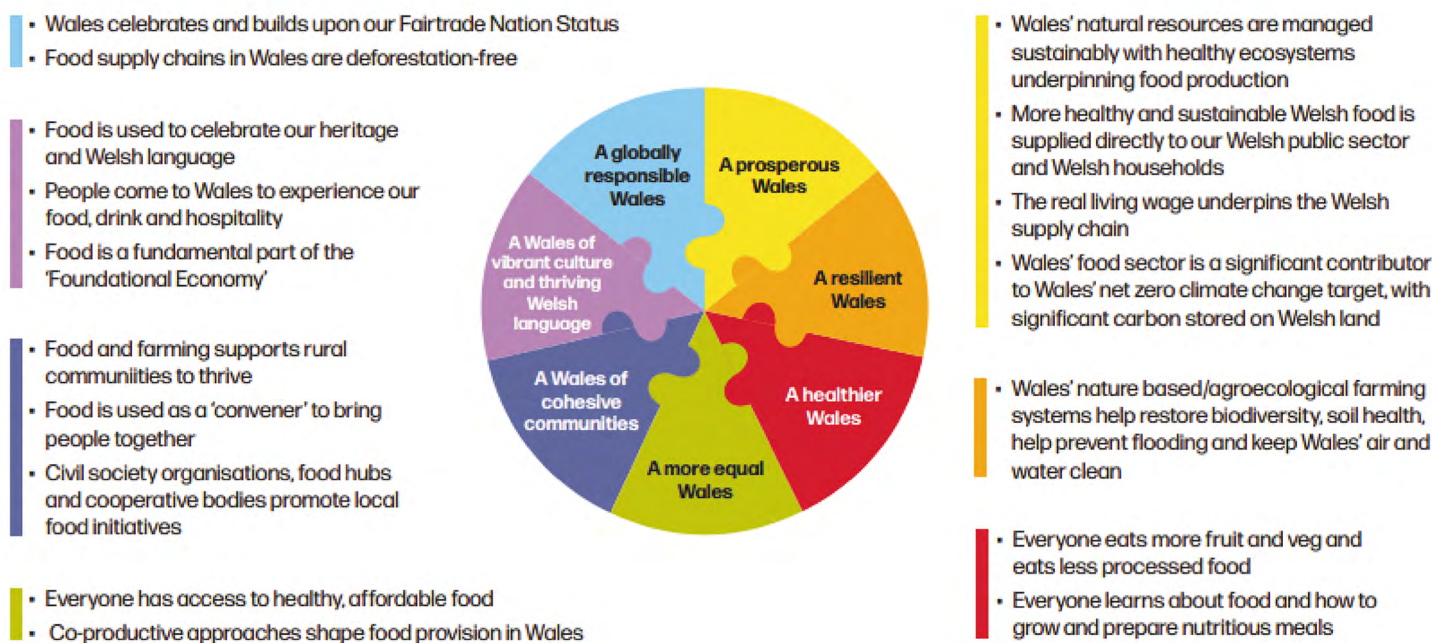 ▪ Wales celebrates and builds upon our Fairtrade Nation Status
▪ Food supply chains in Wales are deforestation-free
▪ Food is used to celebrate our heritage
and Welsh language
▪ People come to Wales to experience our
food, drink and hospitality
▪ Food is a fundamental part of the
‘Foundational Economy’
▪ Food and farming supports rural
communiities to thrive
▪ Food is used as a ‘convener’ to bring
people together
▪ Civil society organisations, food hubs
and cooperative bodies promote local
food initiatives
▪ Everyone has access to healthy, affordable food
▪ Co-productive approaches shape food provision in Wales
A globally
responsible
Wales
A prosperous
Wales
A Wales of
vibrant culture
and thriving
Welsh
language
A resilient
Wales
A Wales of
cohesive
communities
A healthier
Wales
A more equal
Wales
▪ Wales’ natural resources are managed
sustainably with healthy ecosystems
underpinning food production
▪ More healthy and sustainable Welsh food is
supplied directly to our Welsh public sector
and Welsh households
▪ The real living wage underpins the Welsh
supply chain
▪ Wales’ food sector is a significant contributor
to Wales’ net zero climate change target, with
significant carbon stored on Welsh land
▪ Wales’ nature based/agroecological farming
systems help restore biodiversity, soil health,
help prevent flooding and keep Wales’ air and
water clean
▪ Everyone eats more fruit and veg and
eats less processed food
▪ Everyone learns about food and how to
grow and prepare nutritious meals